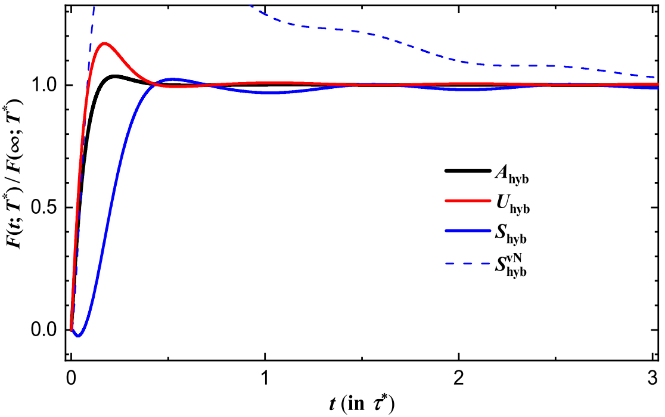 F(t; T*) / F(∞; T*)
1.0
0.5
0.0
A_hyb
U_hyb
S_hyb
S_hyb^vN
0 1 2 3
t (in τ*)